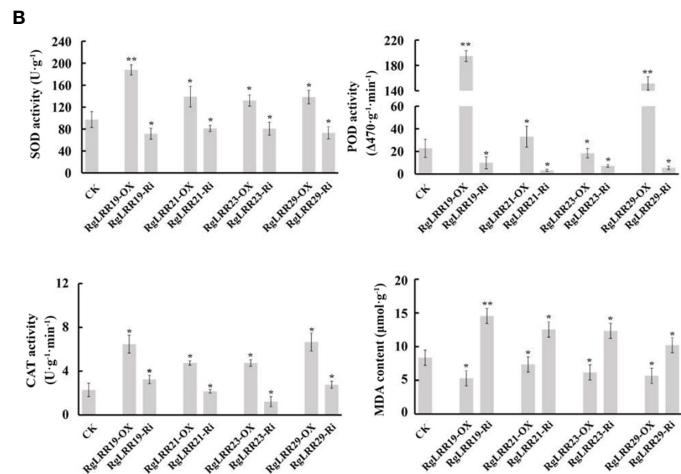 B
SOD activity (U·g⁻¹)
240
200
160
120
80
40
0
**
*
*
*
*
*
*
*
CK
RgLRR19-OX
RgLRR19-Ri
RgLRR21-OX
RgLRR21-Ri
RgLRR23-OX
RgLRR23-Ri
RgLRR29-OX
RgLRR29-Ri
POD activity
(Δ470·g⁻¹·min⁻¹)
220
180
140
60
40
20
0
**
*
*
*
*
*
**
*
CK
RgLRR19-OX
RgLRR19-Ri
RgLRR21-OX
RgLRR21-Ri
RgLRR23-OX
RgLRR23-Ri
RgLRR29-OX
RgLRR29-Ri
CAT activity
(U·g⁻¹·min⁻¹)
12
8
4
0
*
*
*
*
*
*
*
*
CK
RgLRR19-OX
RgLRR19-Ri
RgLRR21-OX
RgLRR21-Ri
RgLRR23-OX
RgLRR23-Ri
RgLRR29-OX
RgLRR29-Ri
MDA content (μmol·g⁻¹)
20
15
10
5
0
*
**
*
*
*
*
*
*
CK
RgLRR19-OX
RgLRR19-Ri
RgLRR21-OX
RgLRR21-Ri
RgLRR23-OX
RgLRR23-Ri
RgLRR29-OX
RgLRR29-Ri